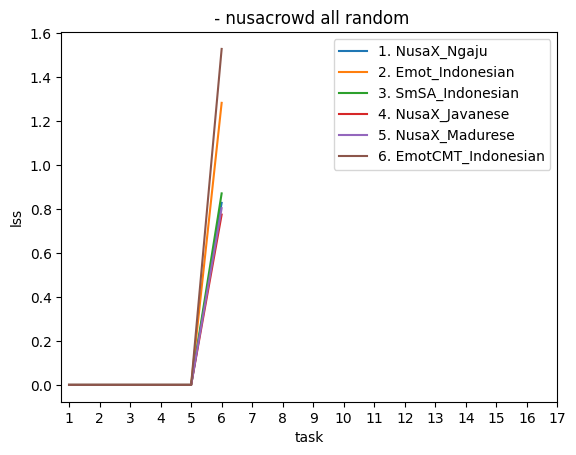 - nusacrowd all random
1.6
1.4
1.2
1.0
0.8
0.6
0.4
0.2
0.0
lss
1. NusaX_Ngaju
2. Emot_Indonesian
3. SmSA_Indonesian
4. NusaX_Javanese
5. NusaX_Madurese
6. EmotCMT_Indonesian
1 2 3 4 5 6 7 8 9 10 11 12 13 14 15 16 17
task